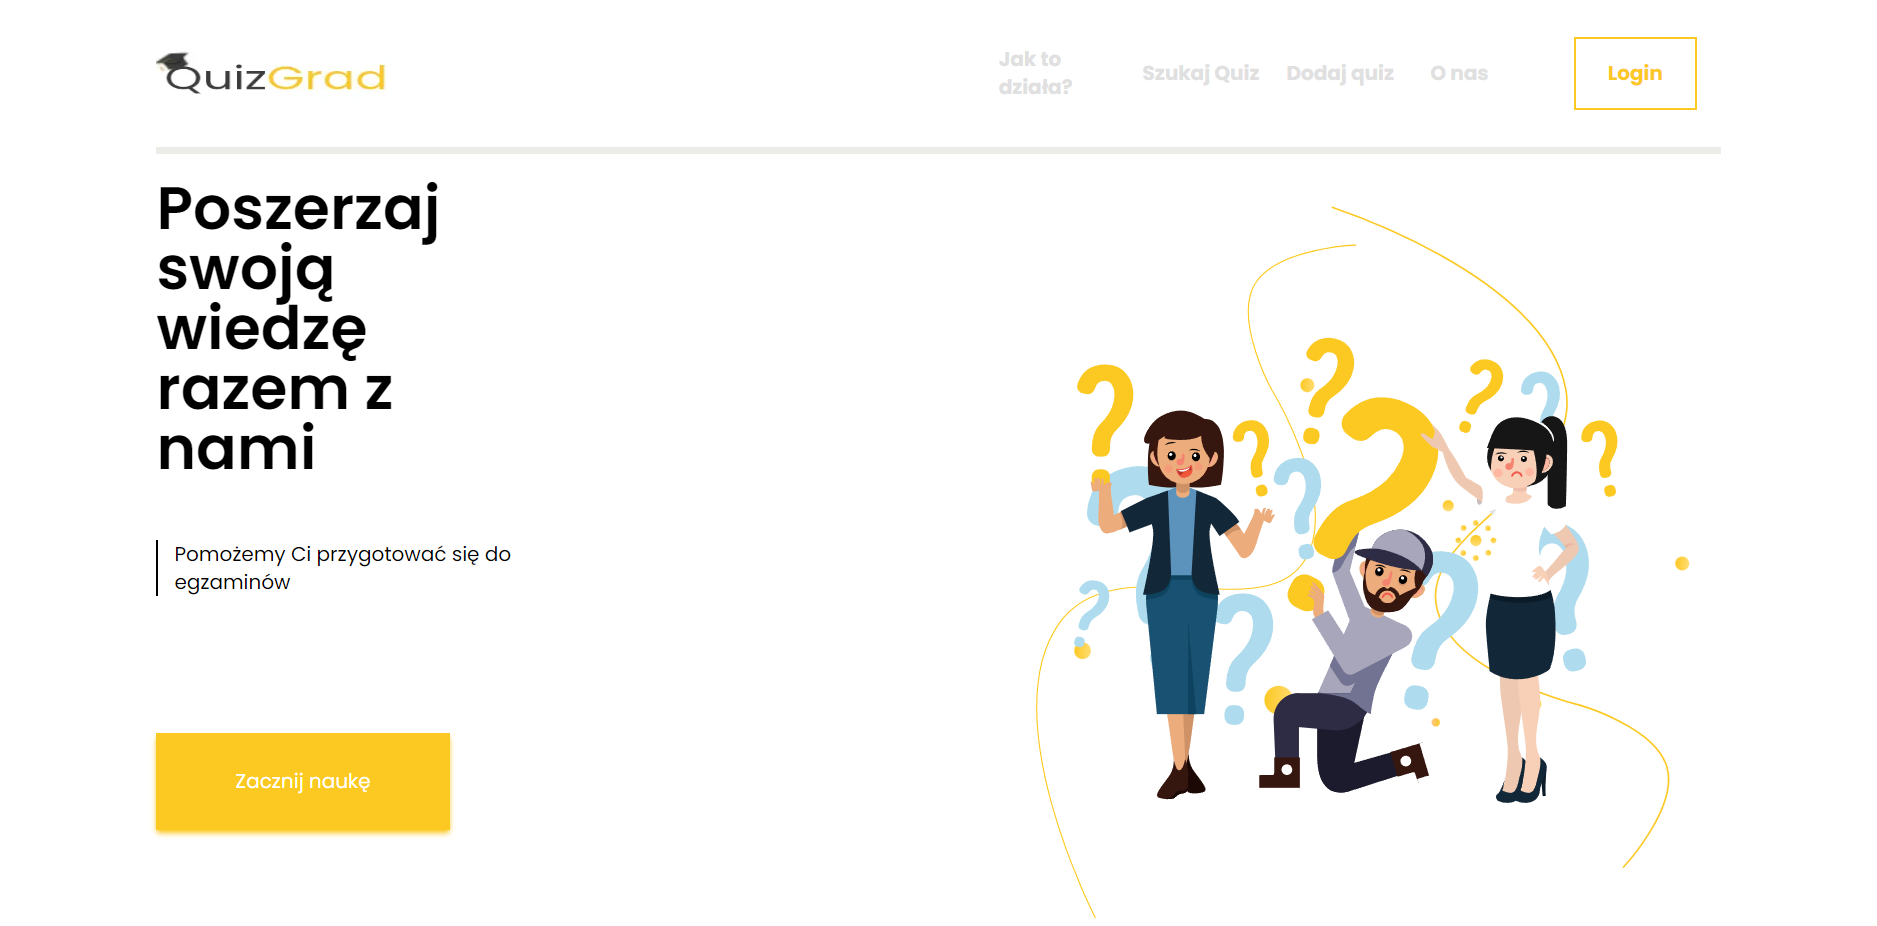 QuizGrad
Jak to
działa?
Szukaj Quiz
Dodaj quiz
O nas
Login
Poszerzaj
swoją
wiedzę
razem z
nami
Pomożemy Ci przygotować się do
egzaminów
Zacznij naukę